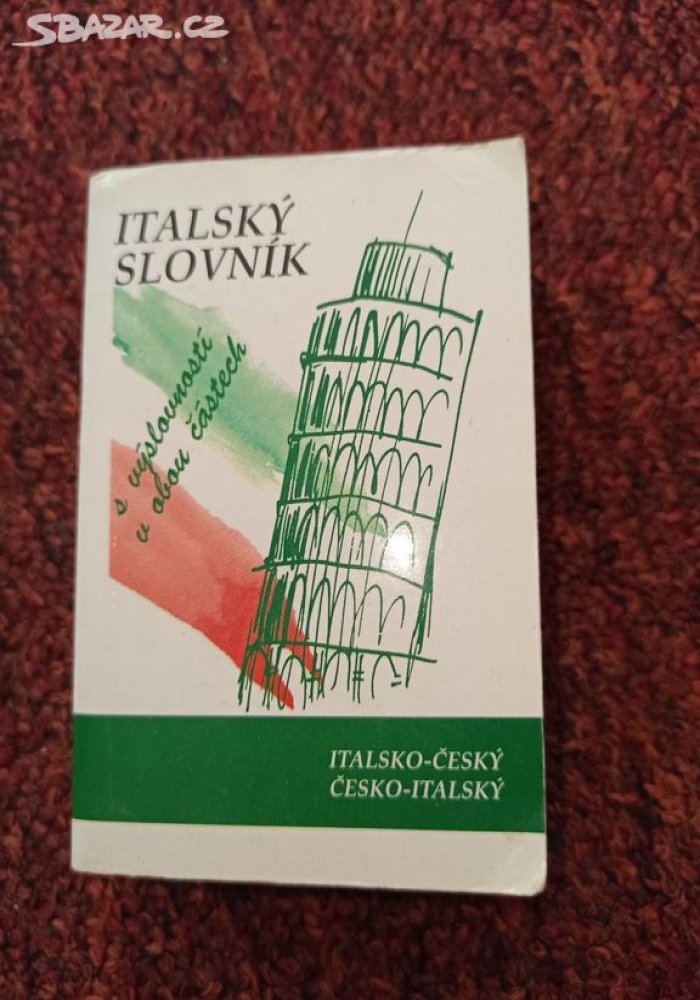 SBAZAR.CZ
ITALSKÝ
SLOVNÍK
s výslovností
v obou částech
ITALSKO-ČESKÝ
ČESKO-ITALSKÝ